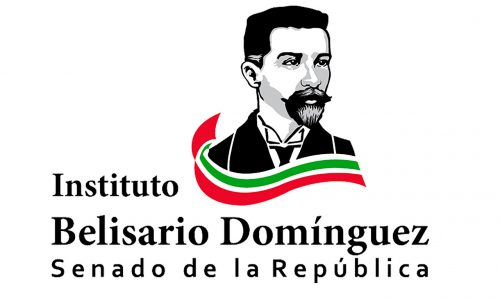 Instituto
Belisario Domínguez
Senado de la República